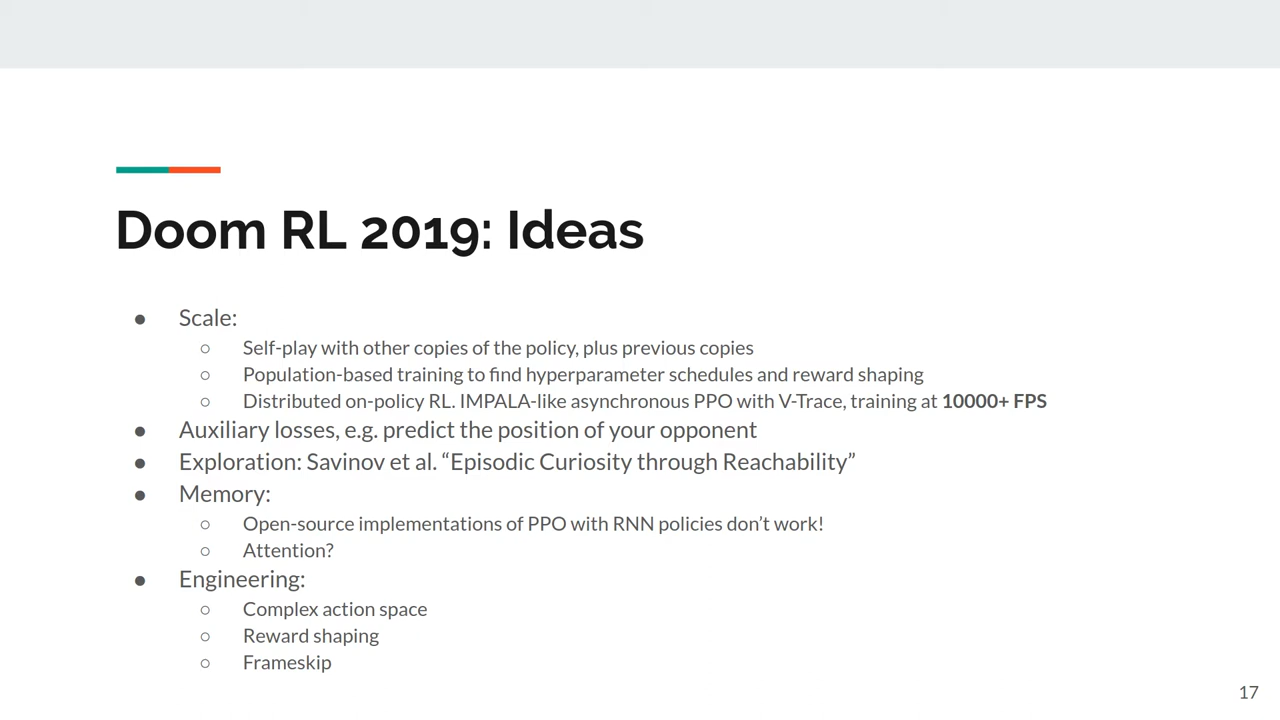 Doom RL 2019: Ideas
● Scale:
○ Self-play with other copies of the policy, plus previous copies
○ Population-based training to find hyperparameter schedules and reward shaping
○ Distributed on-policy RL. IMPALA-like asynchronous PPO with V-Trace, training at 10000+ FPS
● Auxiliary losses, e.g. predict the position of your opponent
● Exploration: Savinov et al. “Episodic Curiosity through Reachability”
● Memory:
○ Open-source implementations of PPO with RNN policies don’t work!
○ Attention?
● Engineering:
○ Complex action space
○ Reward shaping
○ Frameskip
17